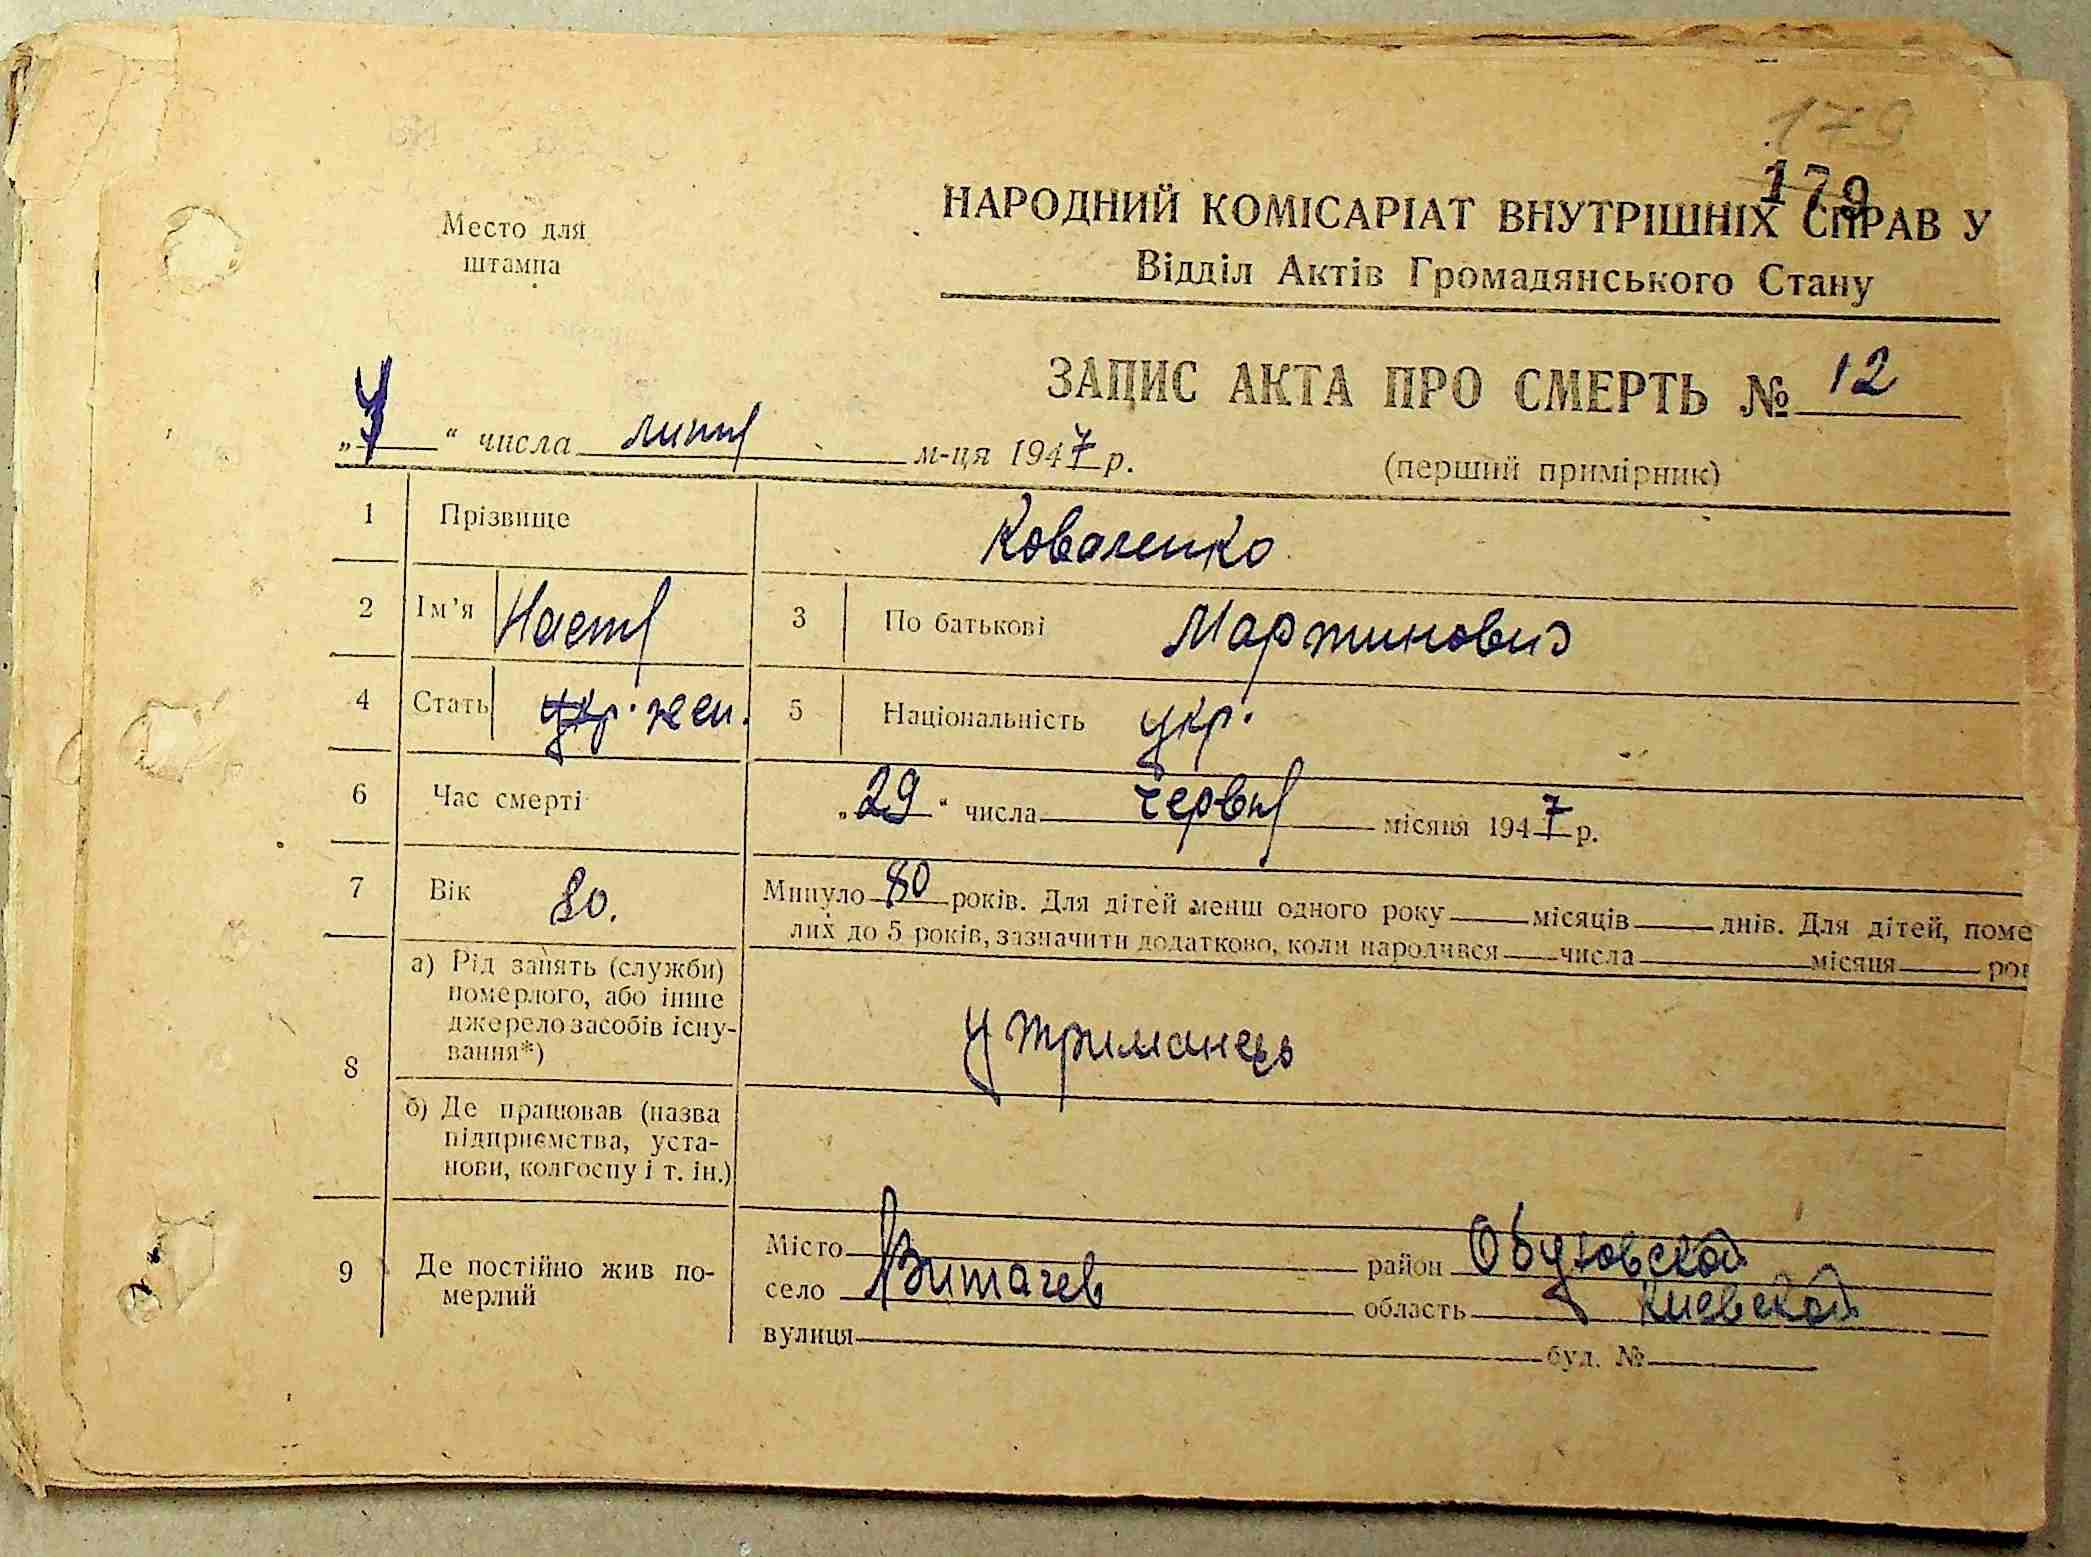 179
179
Место для
штампа
НАРОДНИЙ КОМІСАРІАТ ВНУТРІШНІХ СПРАВ У
Відділ Актів Громадянського Стану
ЗАПИС АКТА ПРО СМЕРТЬ № 12
„ “ числа липня м-ця 1947 р. (перший примірник)
1 Прізвище Коваленко
2 Ім’я Настя 3 По батькові Мартинович
4 Стать укр. жен. 5 Національність укр.
6 Час смерті „29“ числа червня місяця 1947 р.
7 Вік 80. Минуло 80 років. Для дітей менш одного року місяців днів. Для дітей, поме
лих до 5 років, зазначити додатково, коли народився числа місяця рок
8 а) Рід занять (служби)
померлого, або інше
джерело засобів існу-
вання*) утриманець
б) Де працював (назва
підприємства, уста-
нови, колгоспу і т. ін.)
9 Де постійно жив по-
мерлий
Місто район Обуховской
село Витачев область Киевской
вулиця буд. №